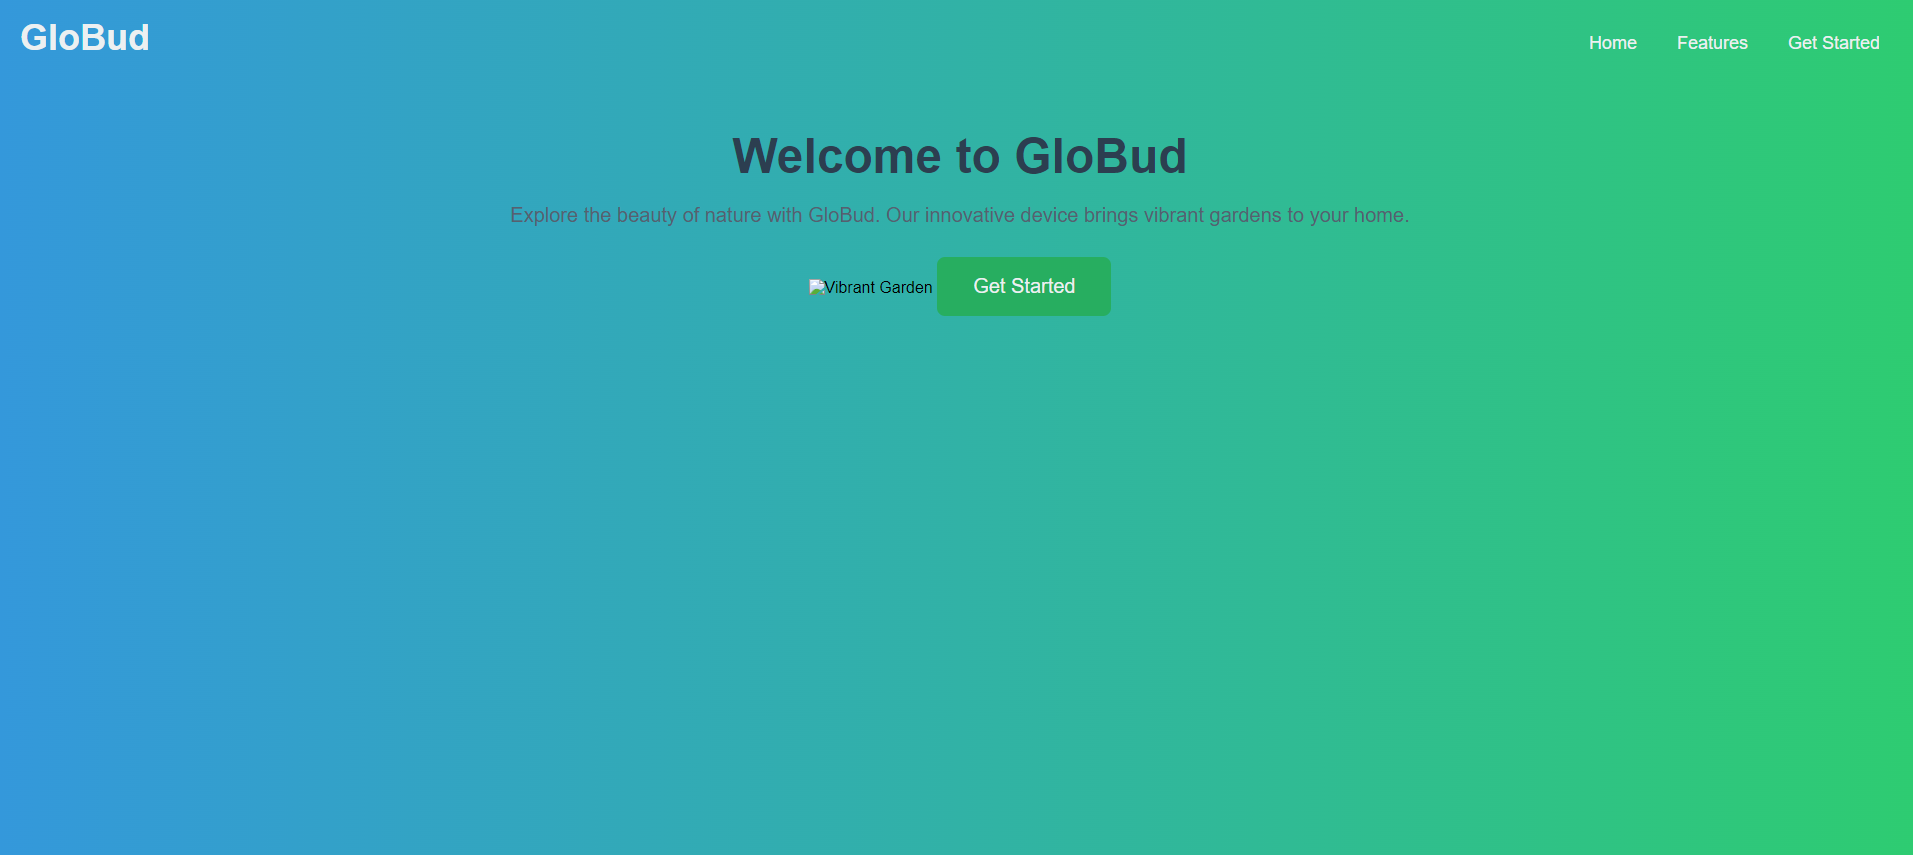 GloBud
Home Features Get Started
Welcome to GloBud
Explore the beauty of nature with GloBud. Our innovative device brings vibrant gardens to your home.
Vibrant Garden
Get Started